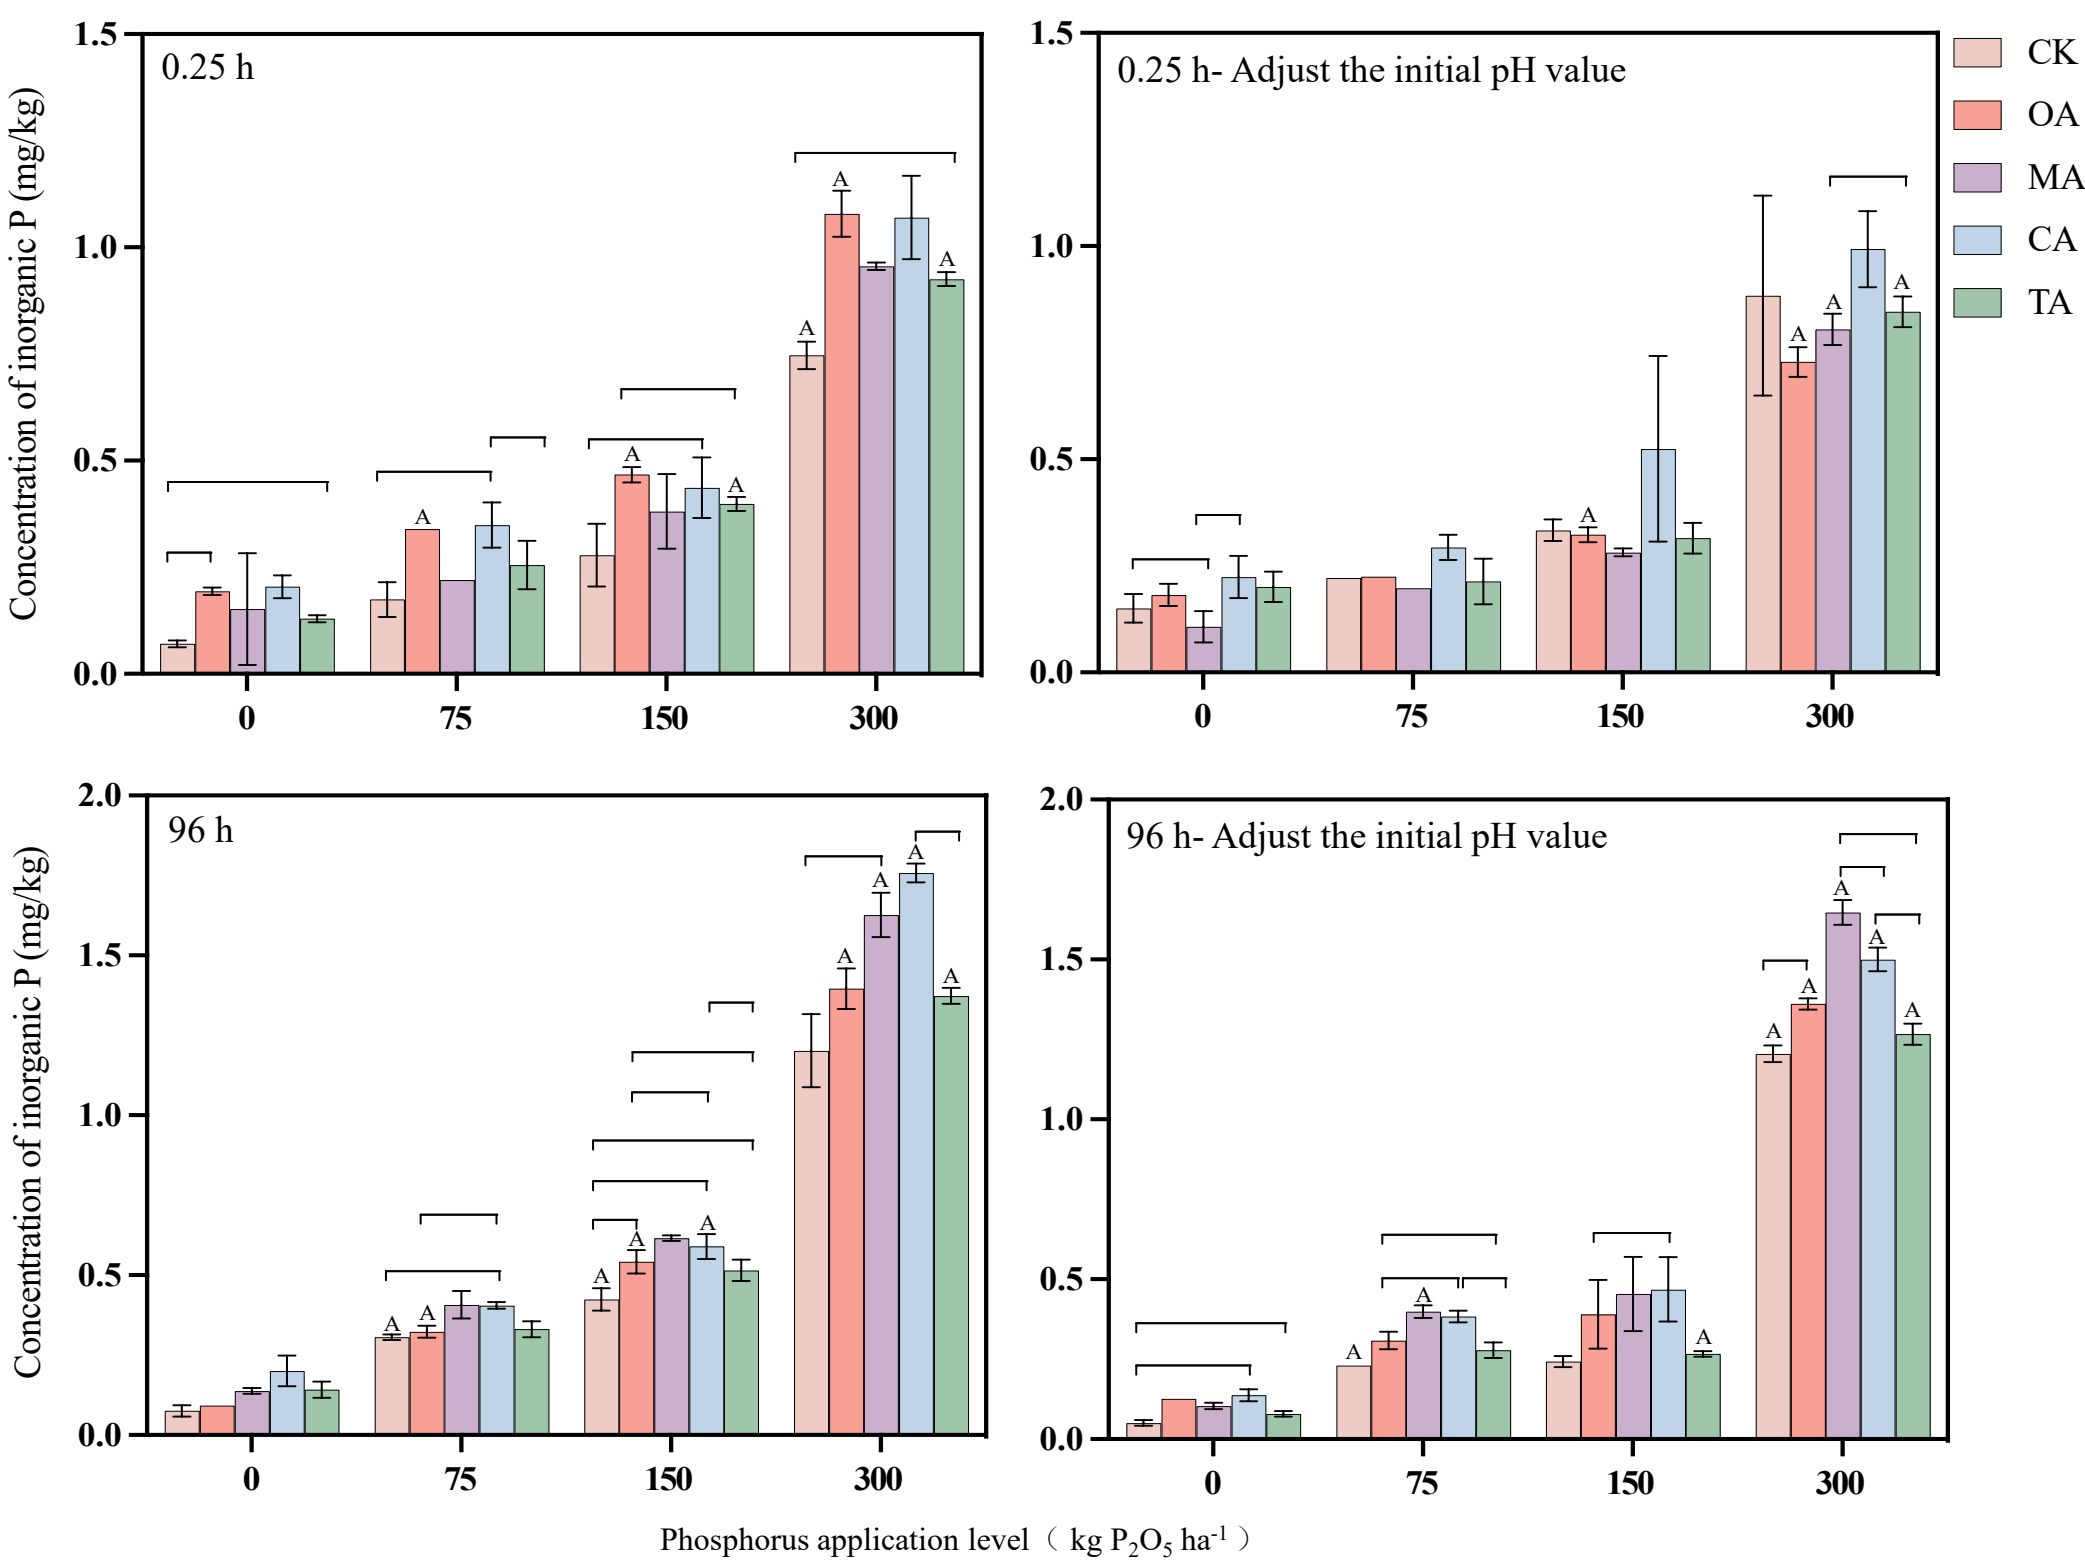 0.25 h
0.25 h- Adjust the initial pH value
CK
OA
MA
CA
TA
Concentration of inorganic P (mg/kg)
1.5
1.0
0.5
0.0
A
A
A
A
A
A
0 75 150 300
1.5
1.0
0.5
0.0
A
A
A
A
0 75 150 300
96 h
96 h- Adjust the initial pH value
Concentration of inorganic P (mg/kg)
2.0
1.5
1.0
0.5
0.0
A
A
A
A
A
A
A
A
A
0 75 150 300
2.0
1.5
1.0
0.5
0.0
A
A
A
A
A
A
A
A
0 75 150 300
Phosphorus application level（ kg P₂O₅ ha⁻¹ ）